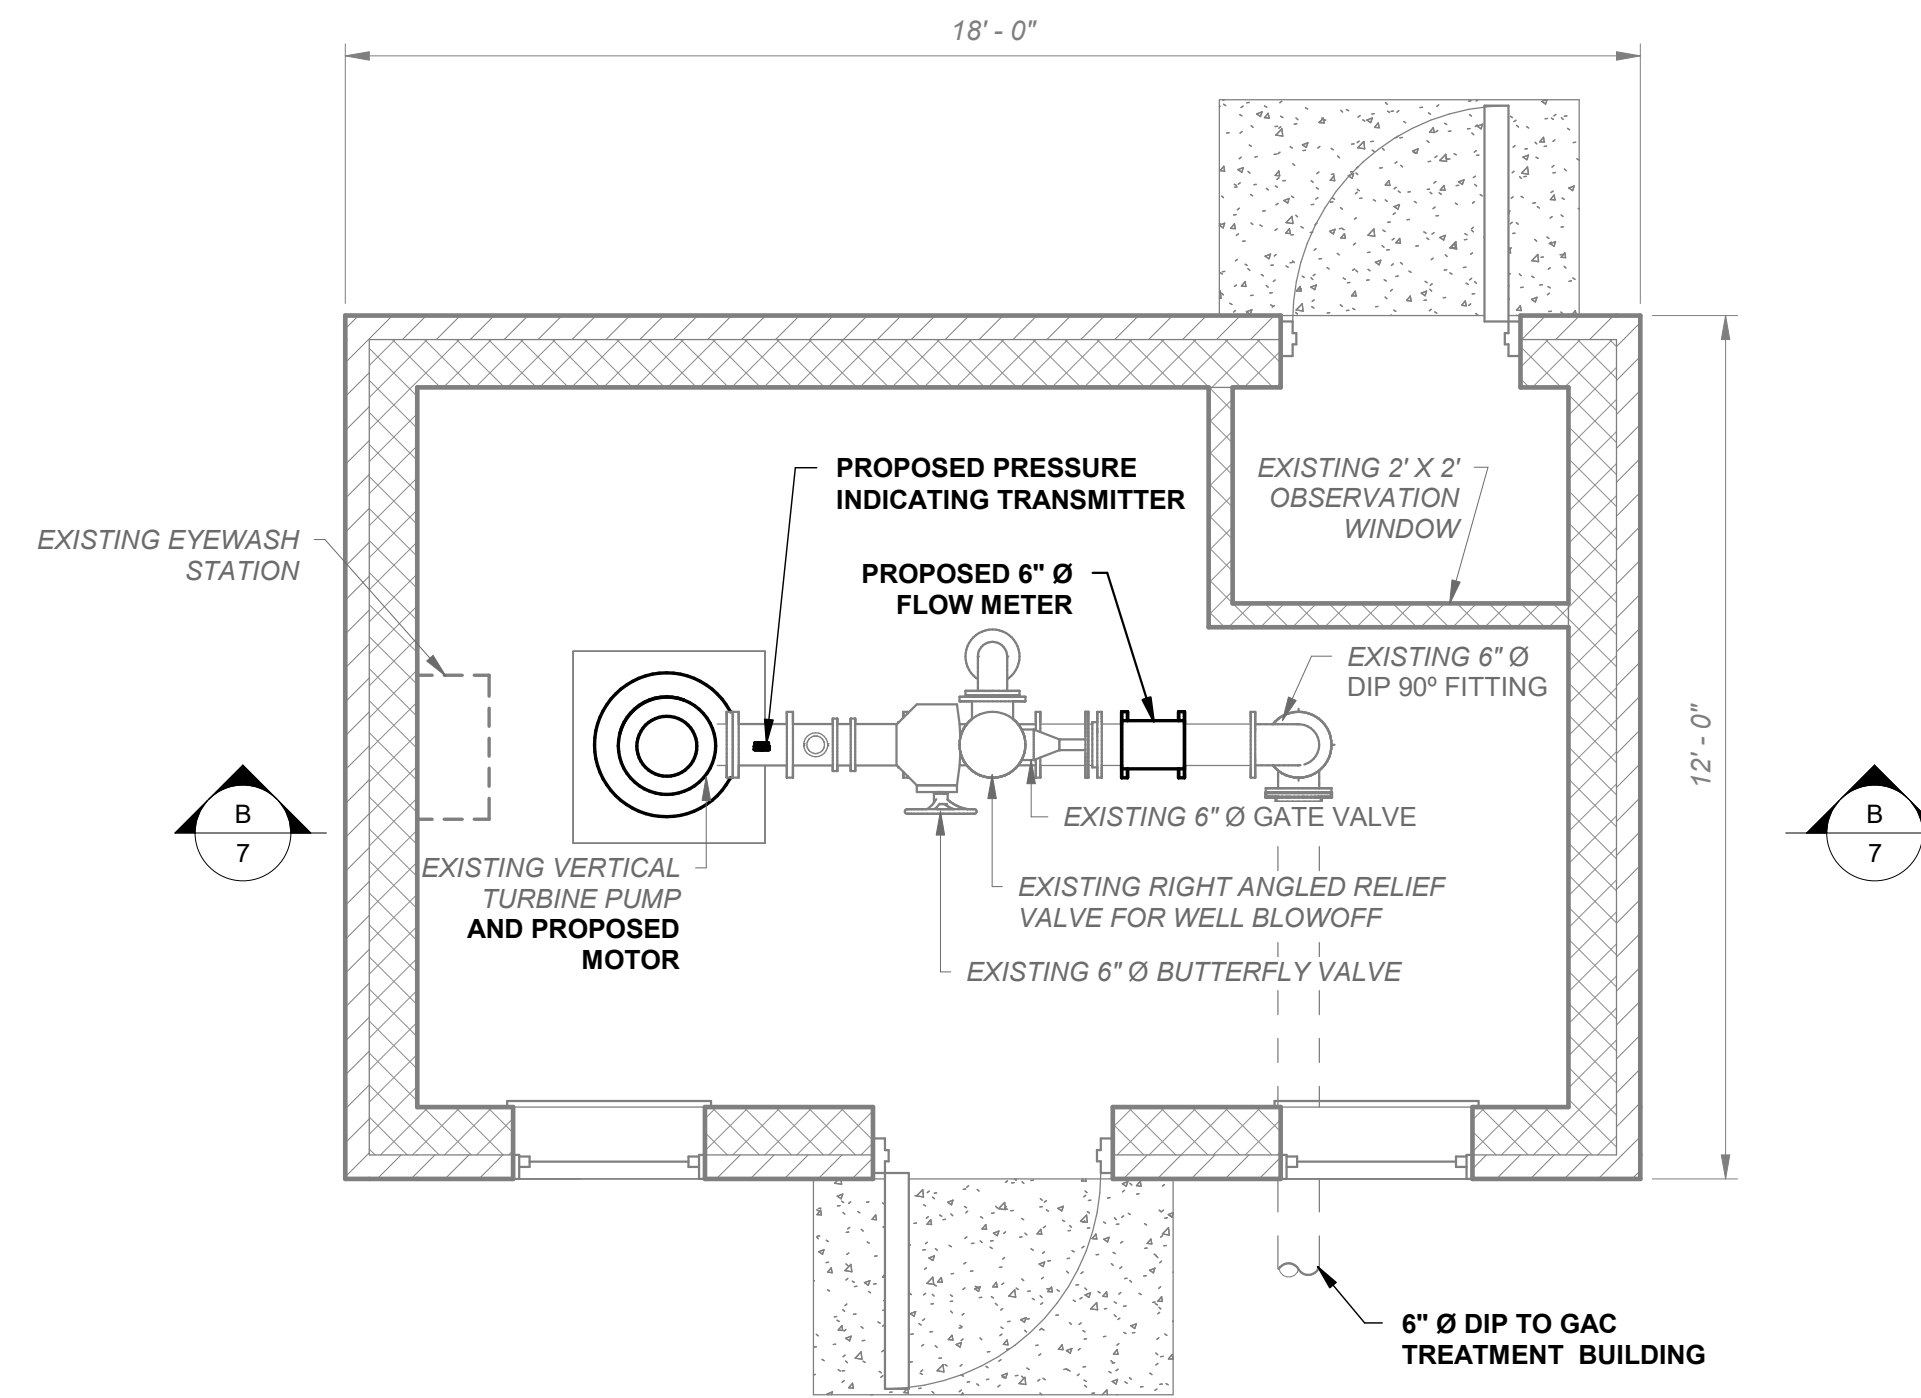 18' - 0"
PROPOSED PRESSURE
INDICATING TRANSMITTER
EXISTING 2' X 2'
OBSERVATION
WINDOW
EXISTING EYEWASH
STATION
PROPOSED 6" Ø
FLOW METER
EXISTING 6" Ø
DIP 90º FITTING
12' - 0"
B
7
EXISTING 6" Ø GATE VALVE
B
7
EXISTING VERTICAL
TURBINE PUMP
AND PROPOSED
MOTOR
EXISTING RIGHT ANGLED RELIEF
VALVE FOR WELL BLOWOFF
EXISTING 6" Ø BUTTERFLY VALVE
6" Ø DIP TO GAC
TREATMENT BUILDING